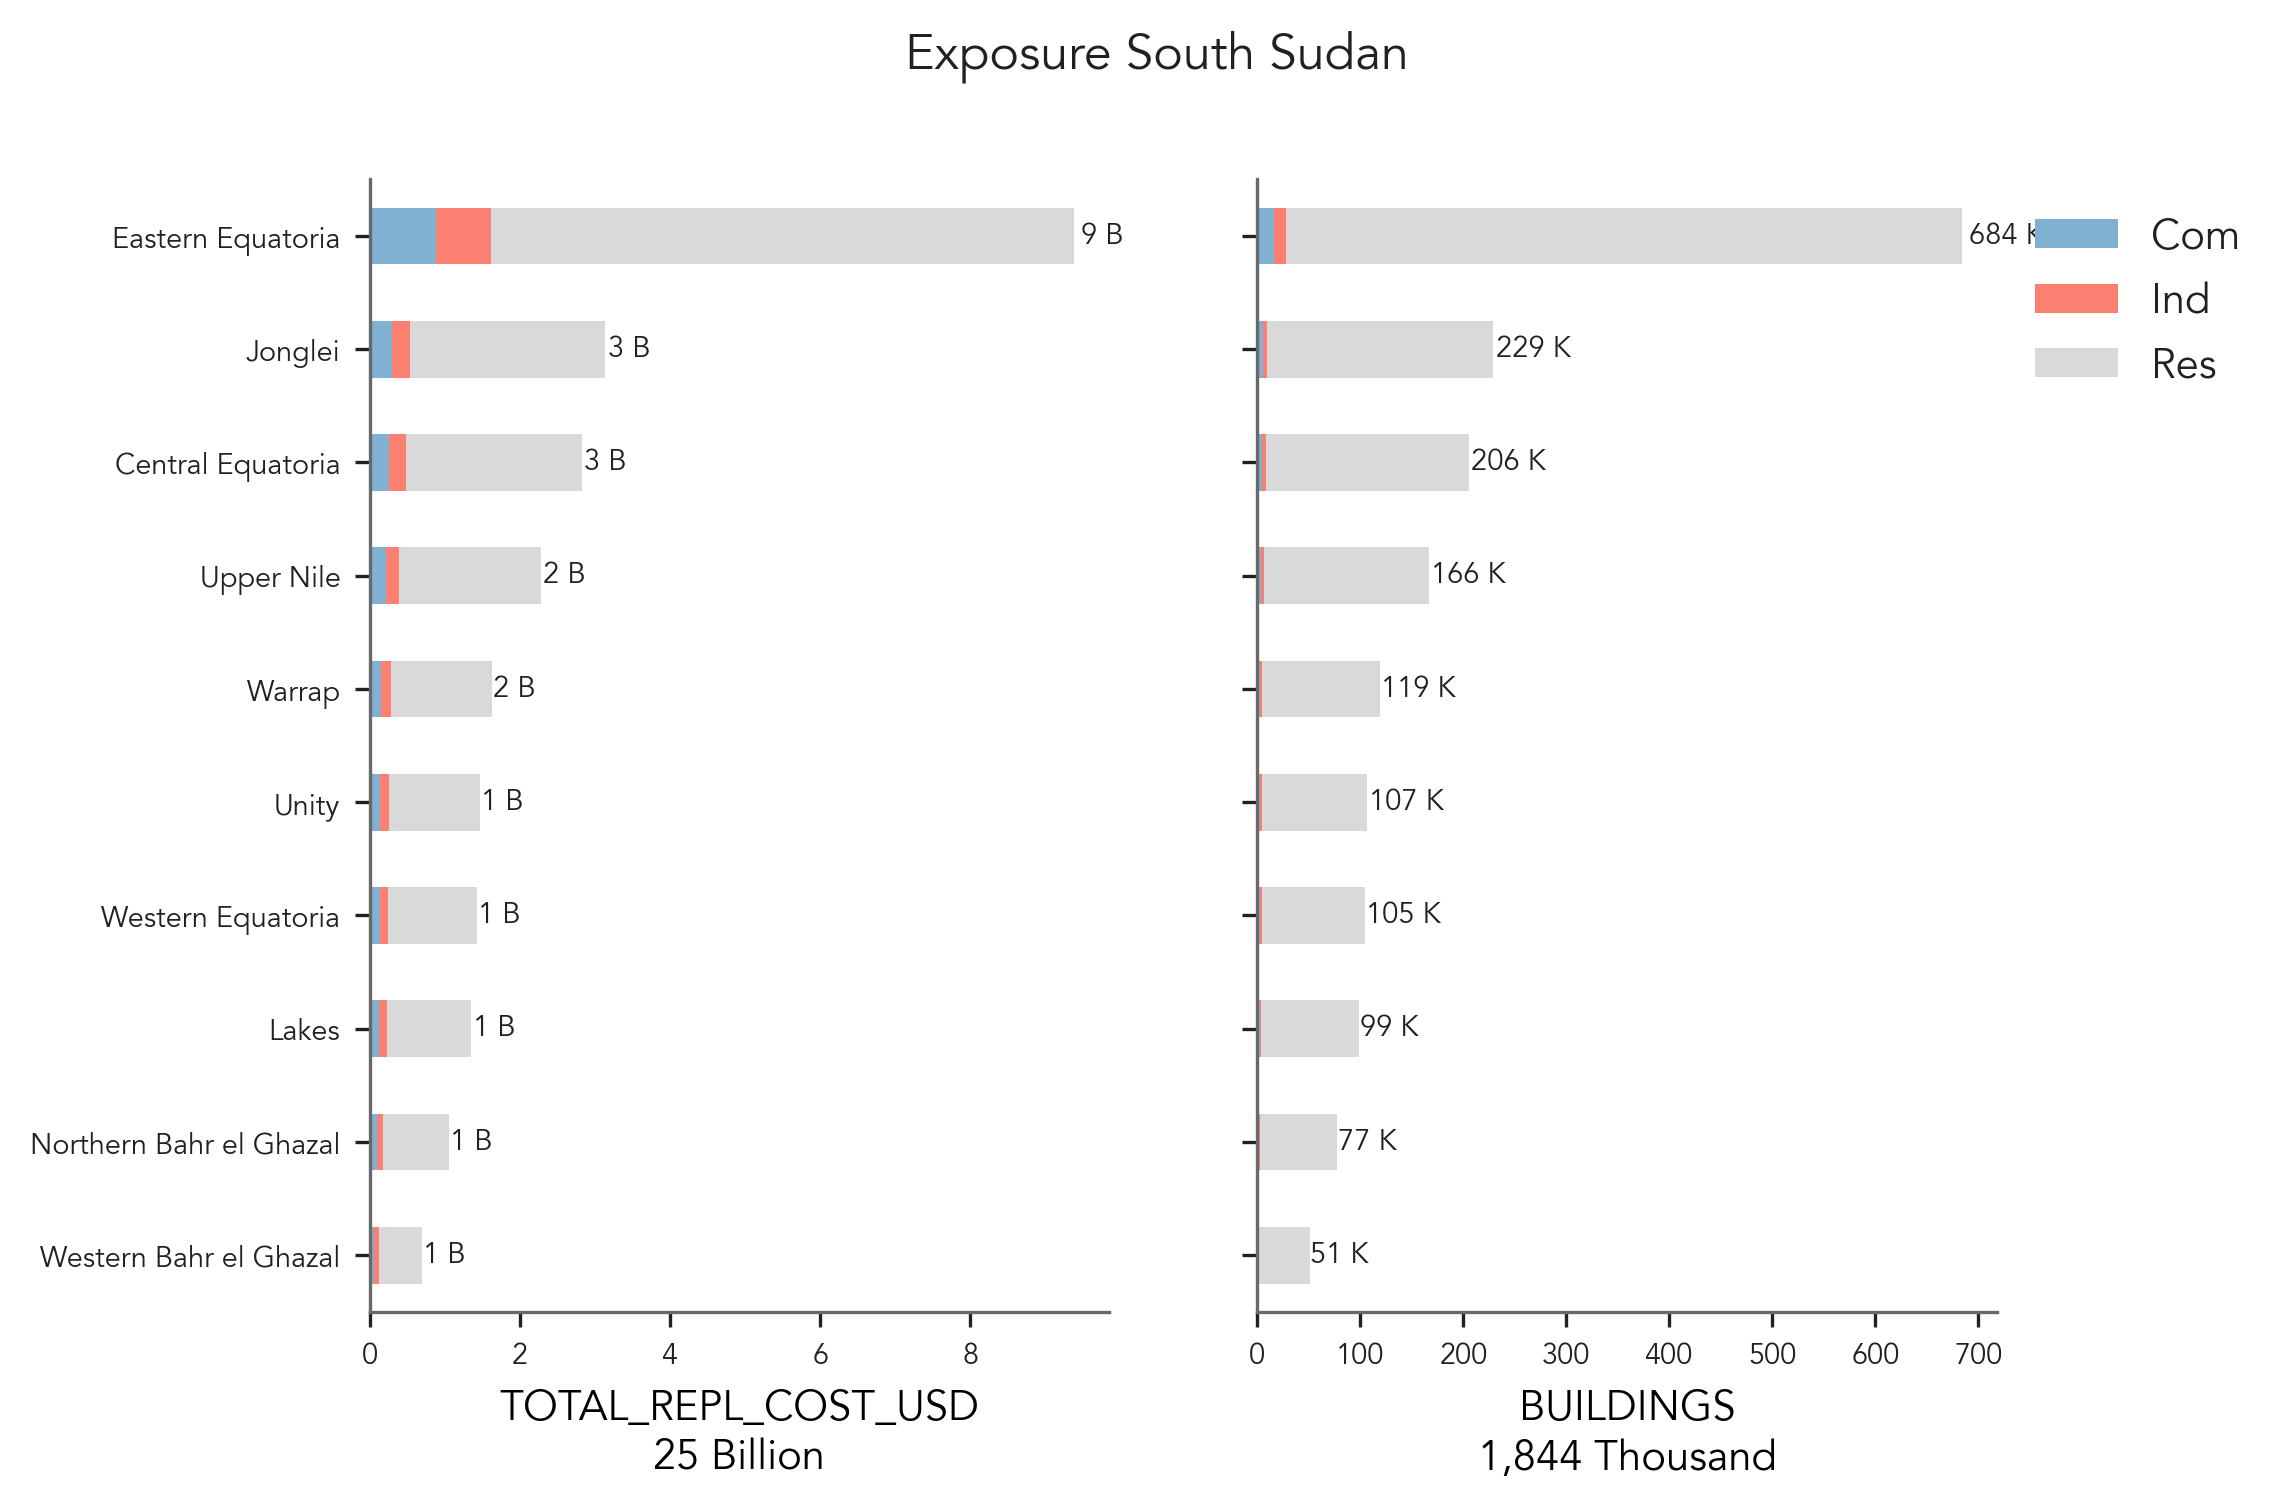 Exposure South Sudan
Eastern Equatoria
Jonglei
Central Equatoria
Upper Nile
Warrap
Unity
Western Equatoria
Lakes
Northern Bahr el Ghazal
Western Bahr el Ghazal
9 B
3 B
3 B
2 B
2 B
1 B
1 B
1 B
1 B
1 B
0 2 4 6 8
TOTAL_REPL_COST_USD
25 Billion
684 K
229 K
206 K
166 K
119 K
107 K
105 K
99 K
77 K
51 K
0 100 200 300 400 500 600 700
BUILDINGS
1,844 Thousand
Com
Ind
Res